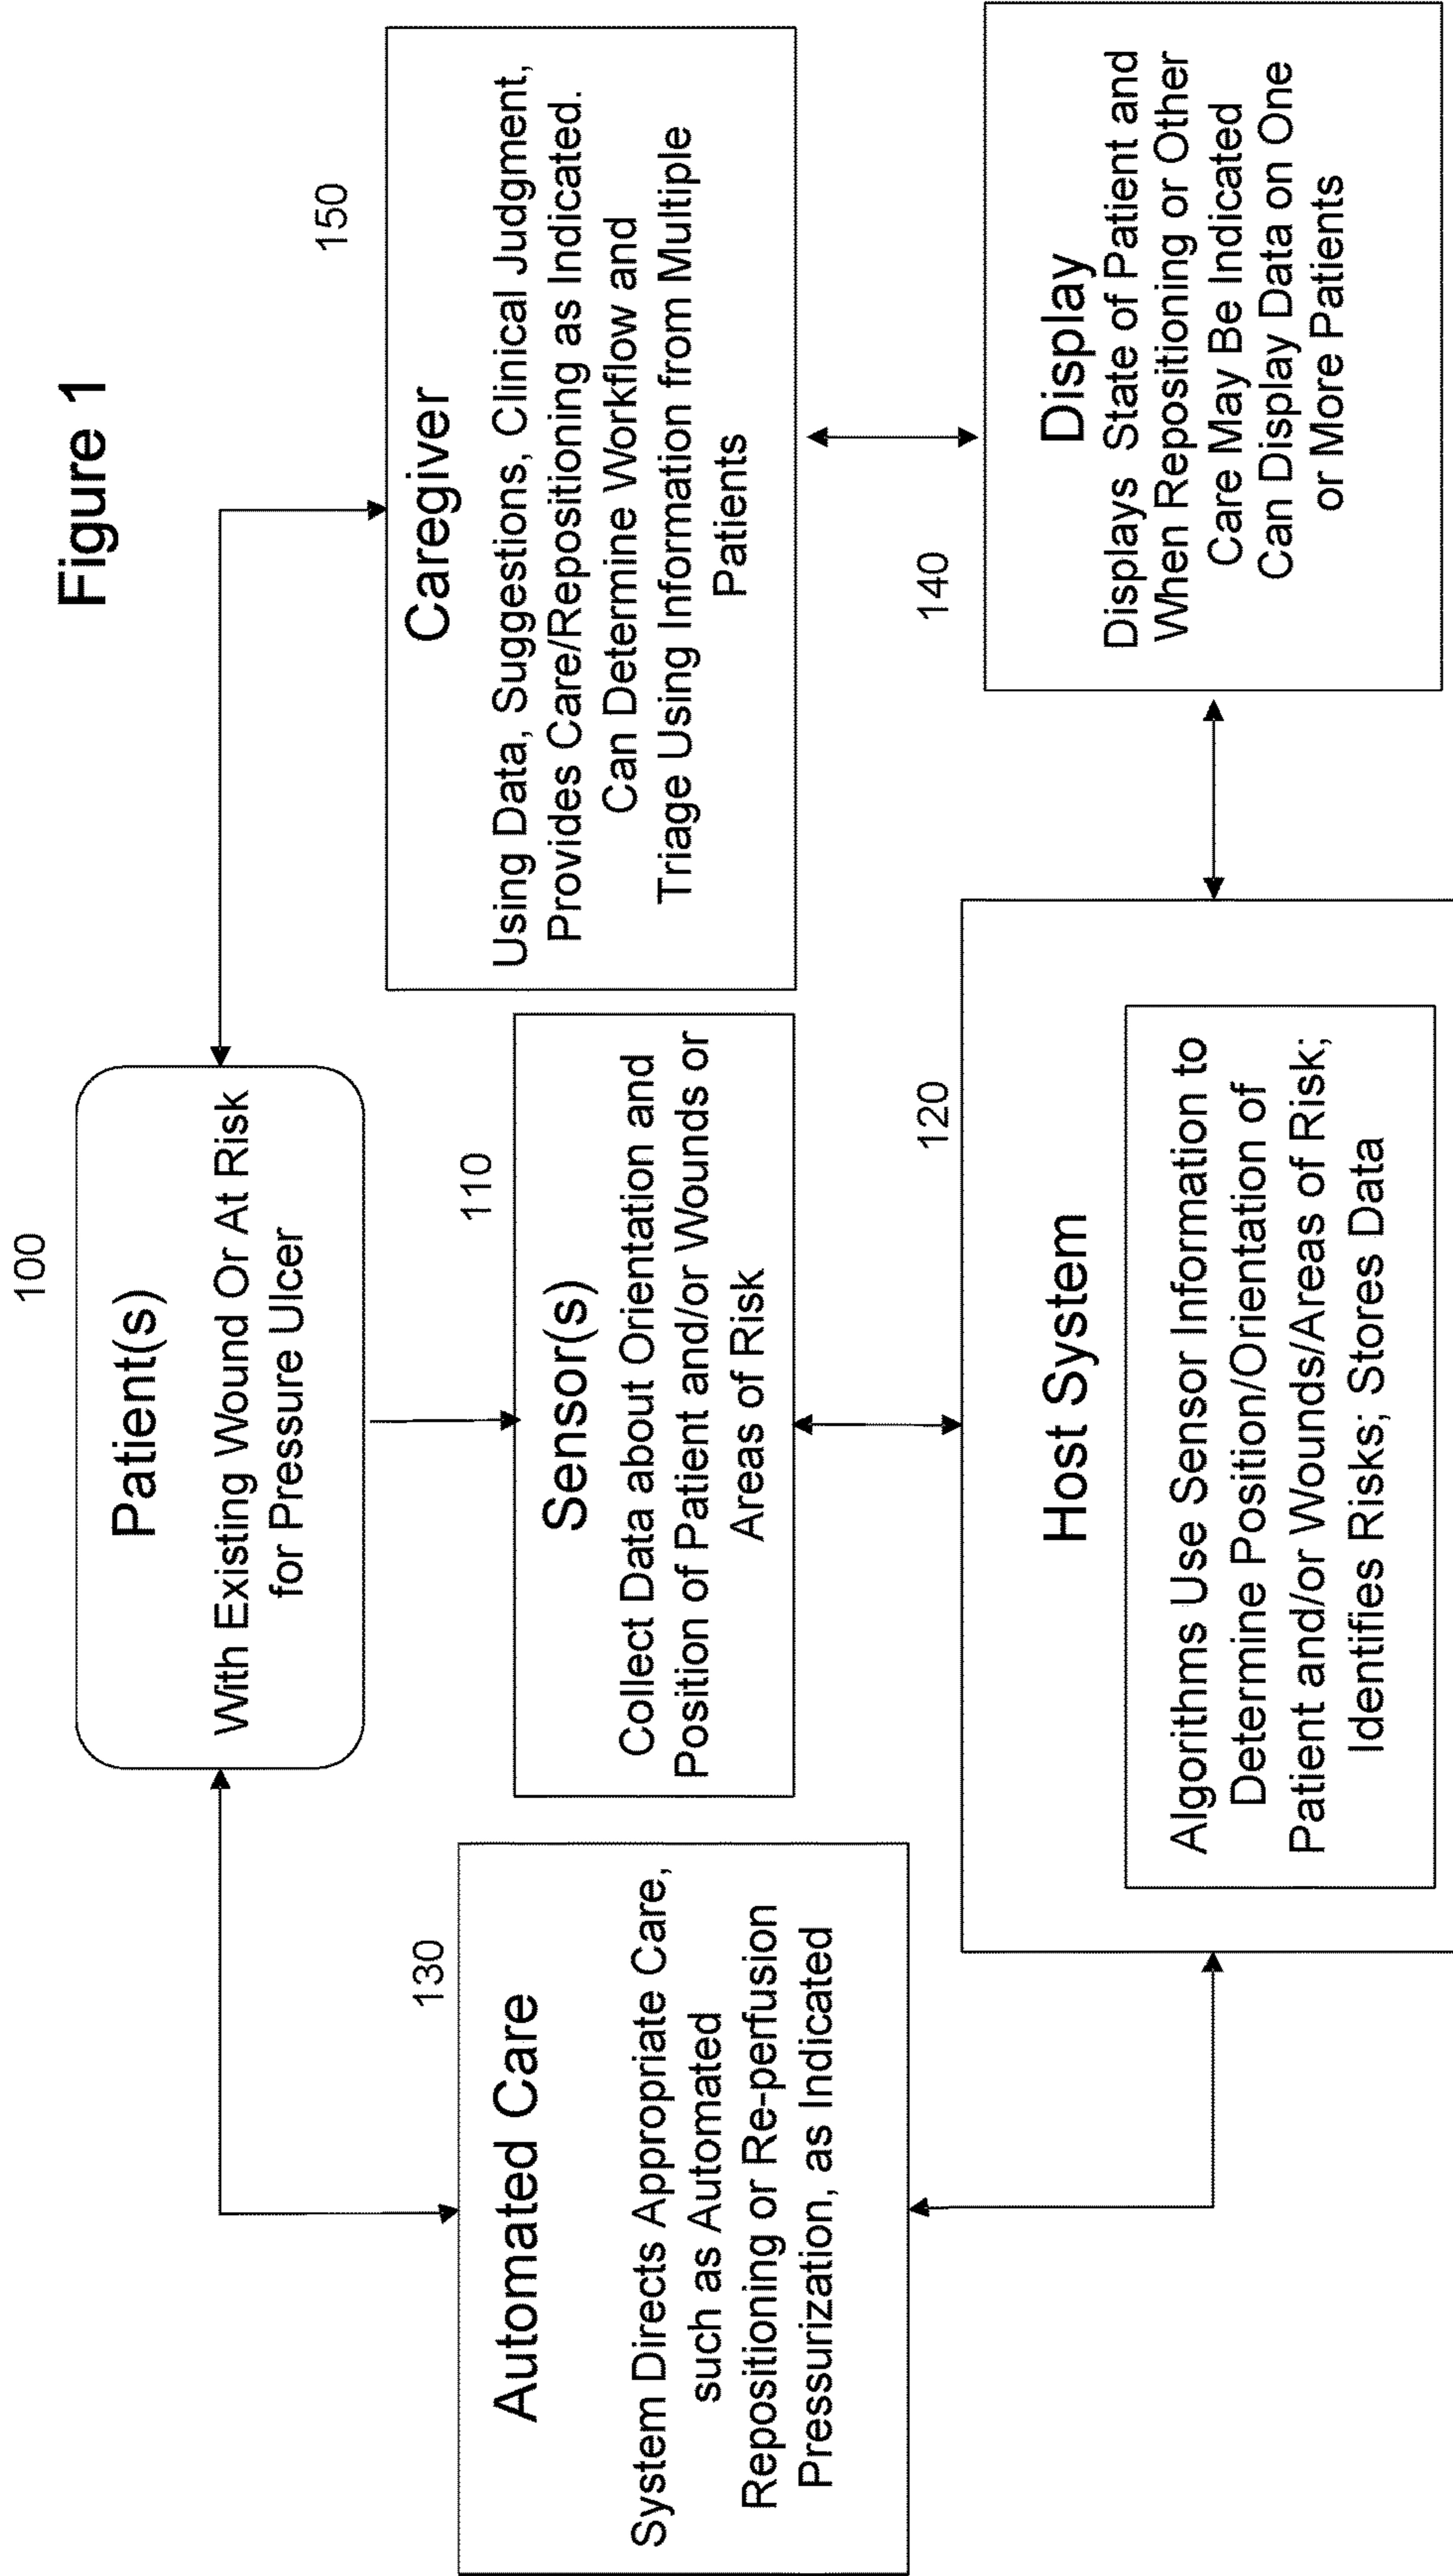 Figure 1
100
Patient(s)
With Existing Wound Or At Risk
for Pressure Ulcer
110
Sensor(s)
Collect Data about Orientation and
Position of Patient and/or Wounds or
Areas of Risk
120
Host System
Algorithms Use Sensor Information to
Determine Position/Orientation of
Patient and/or Wounds/Areas of Risk;
Identifies Risks; Stores Data
130
Automated Care
System Directs Appropriate Care,
such as Automated
Repositioning or Re-perfusion
Pressurization, as Indicated
140
Display
Displays State of Patient and
When Repositioning or Other
Care May Be Indicated
Can Display Data on One
or More Patients
150
Caregiver
Using Data, Suggestions, Clinical Judgment,
Provides Care/Repositioning as Indicated.
Can Determine Workflow and
Triage Using Information from Multiple
Patients